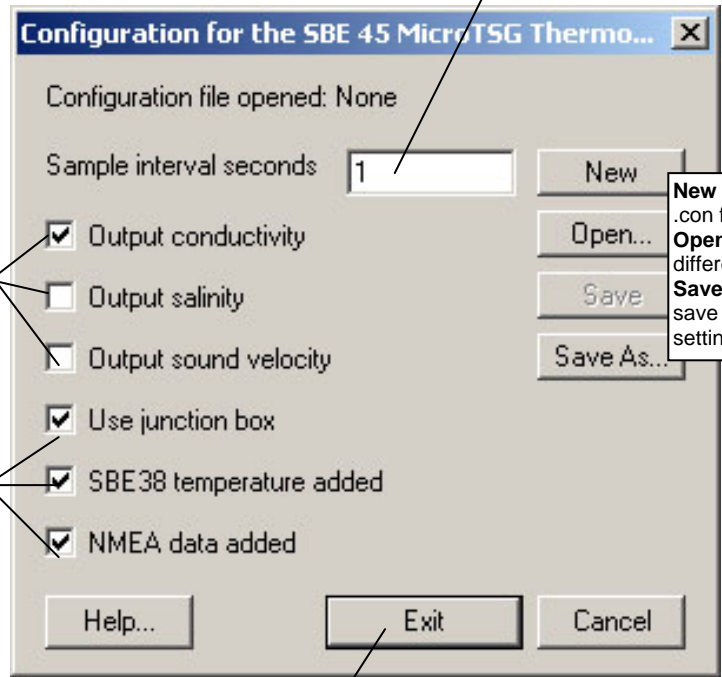 Configuration for the SBE 45 MicroTSG Thermo...
Configuration file opened: None
Sample interval seconds 1 New
Output conductivity Open...
Output salinity Save
Output sound velocity Save As...
Use junction box
SBE38 temperature added
NMEA data added
Help... Exit Cancel
New
.con
Save
save